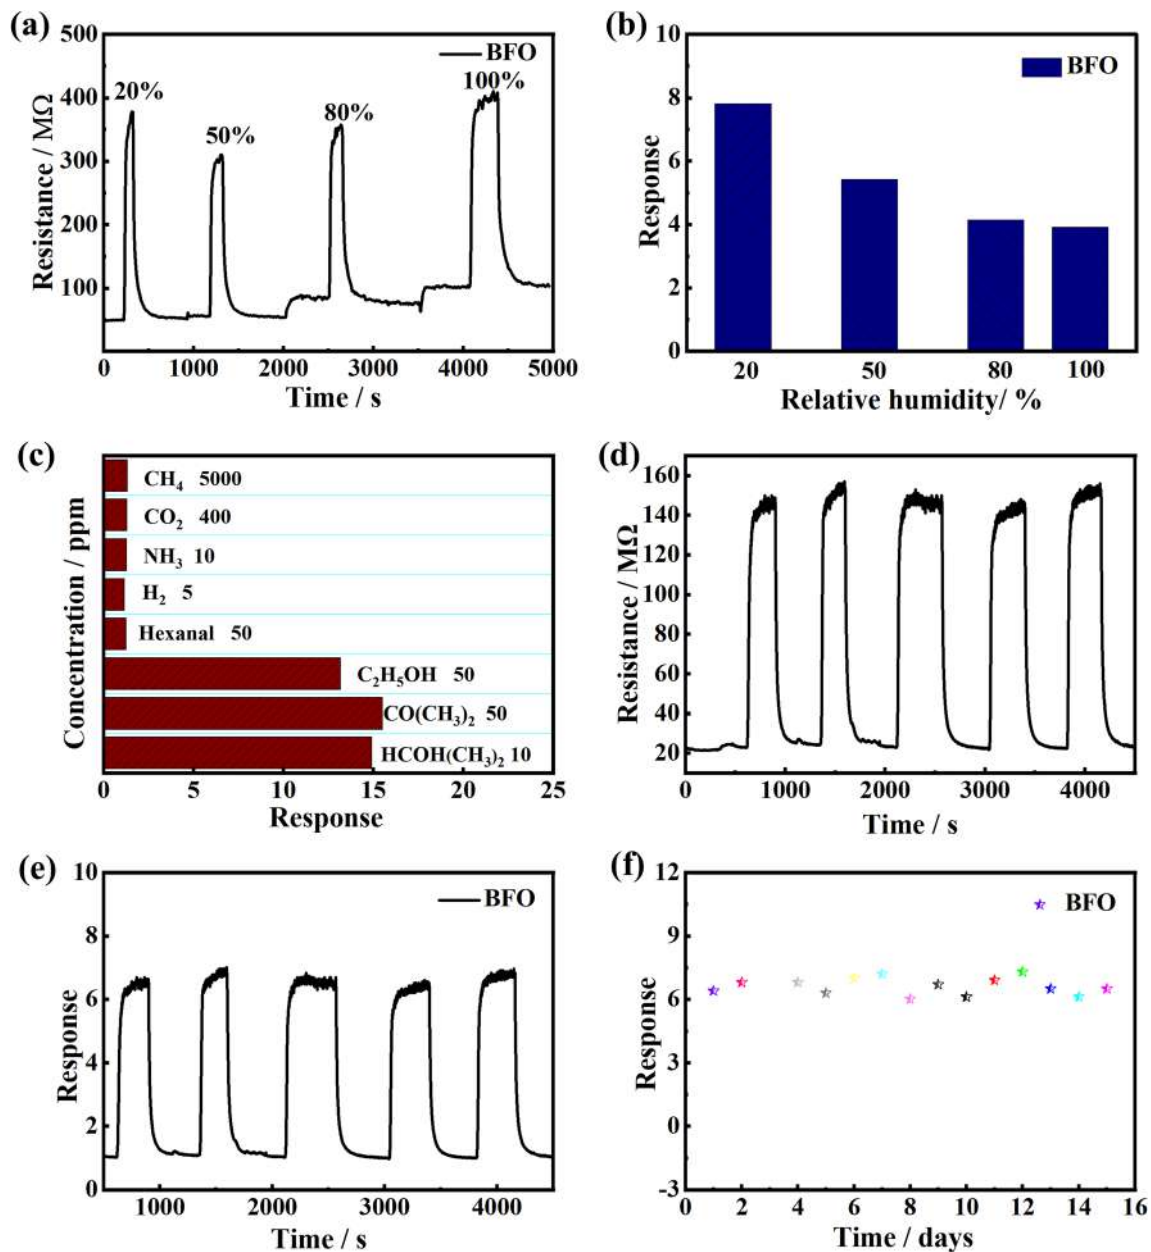 (a)
500
400
300
200
100
Resistance / MΩ
BFO
20%
50%
80%
100%
0 1000 2000 3000 4000 5000
Time / s
(b)
10
8
6
4
2
0
Response
BFO
20 50 80 100
Relative humidity/ %
(c)
Concentration / ppm
CH₄ 5000
CO₂ 400
NH₃ 10
H₂ 5
Hexanal 50
C₂H₅OH 50
CO(CH₃)₂ 50
HCOH(CH₃)₂ 10
0 5 10 15 20 25
Response
(d)
160
140
120
100
80
60
40
20
Resistance / MΩ
0 1000 2000 3000 4000
Time / s
(e)
10
8
6
4
2
0
Response
BFO
1000 2000 3000 4000
Time / s
(f)
12
9
6
3
0
-3
Response
BFO
0 2 4 6 8 10 12 14 16
Time / days